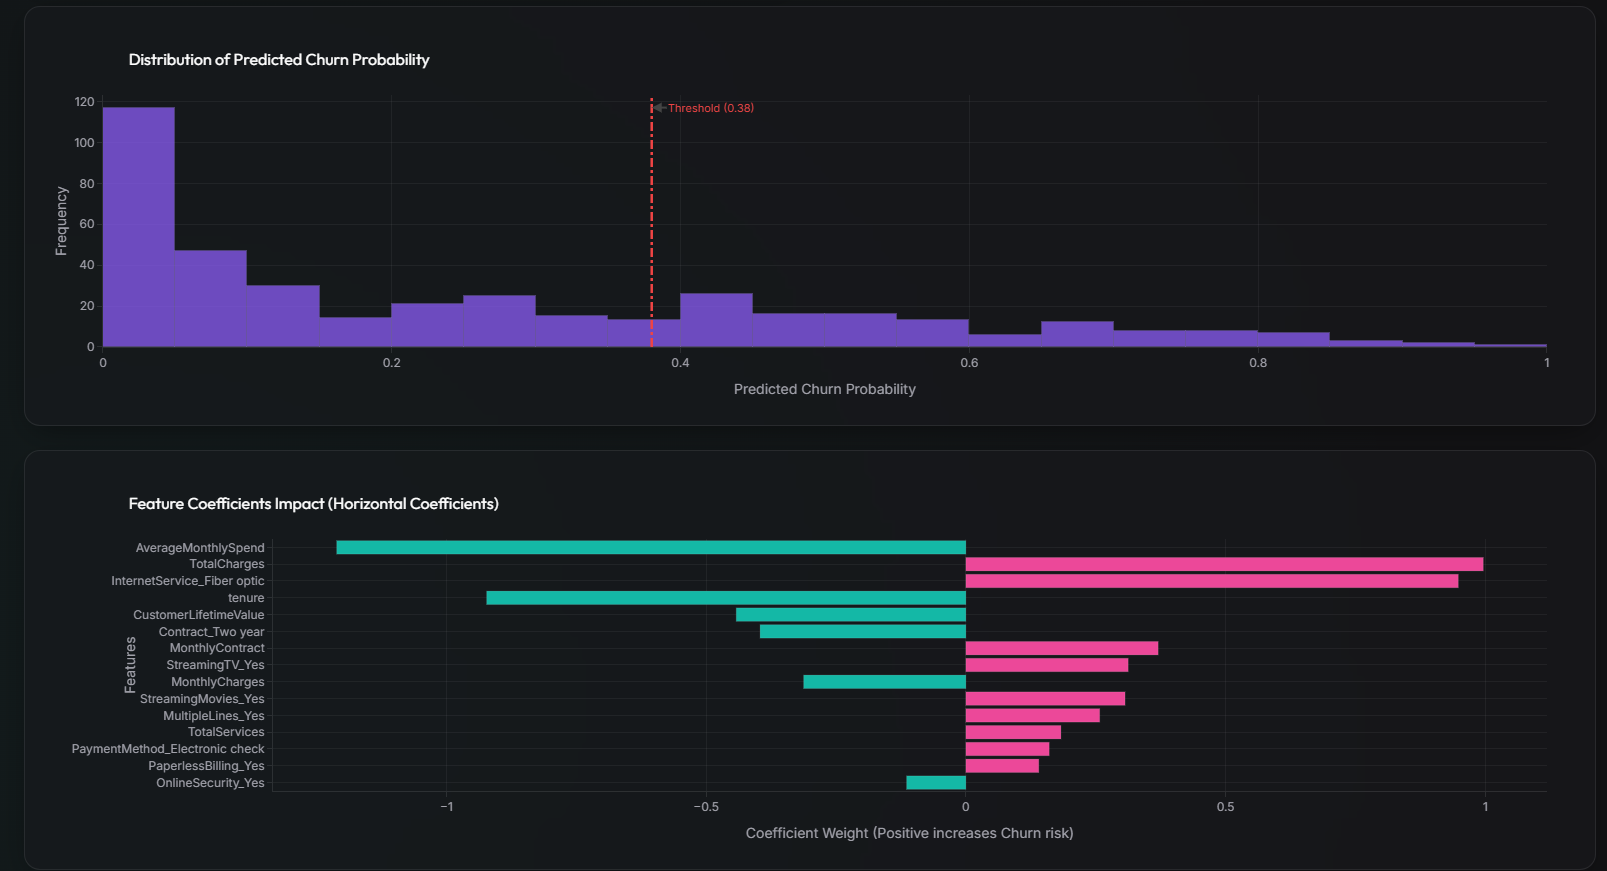 Distribution of Predicted Churn Probability
120
100
80
60
40
20
0
Frequency
Threshold (0.38)
0
0.2
0.4
0.6
0.8
1
Predicted Churn Probability
Feature Coefficients Impact (Horizontal Coefficients)
AverageMonthlySpend
TotalCharges
InternetService_Fiber optic
tenure
CustomerLifetimeValue
Contract_Two year
MonthlyContract
StreamingTV_Yes
MonthlyCharges
StreamingMovies_Yes
MultipleLines_Yes
TotalServices
PaymentMethod_Electronic check
PaperlessBilling_Yes
OnlineSecurity_Yes
Features
−1
−0.5
0
0.5
1
Coefficient Weight (Positive increases Churn risk)